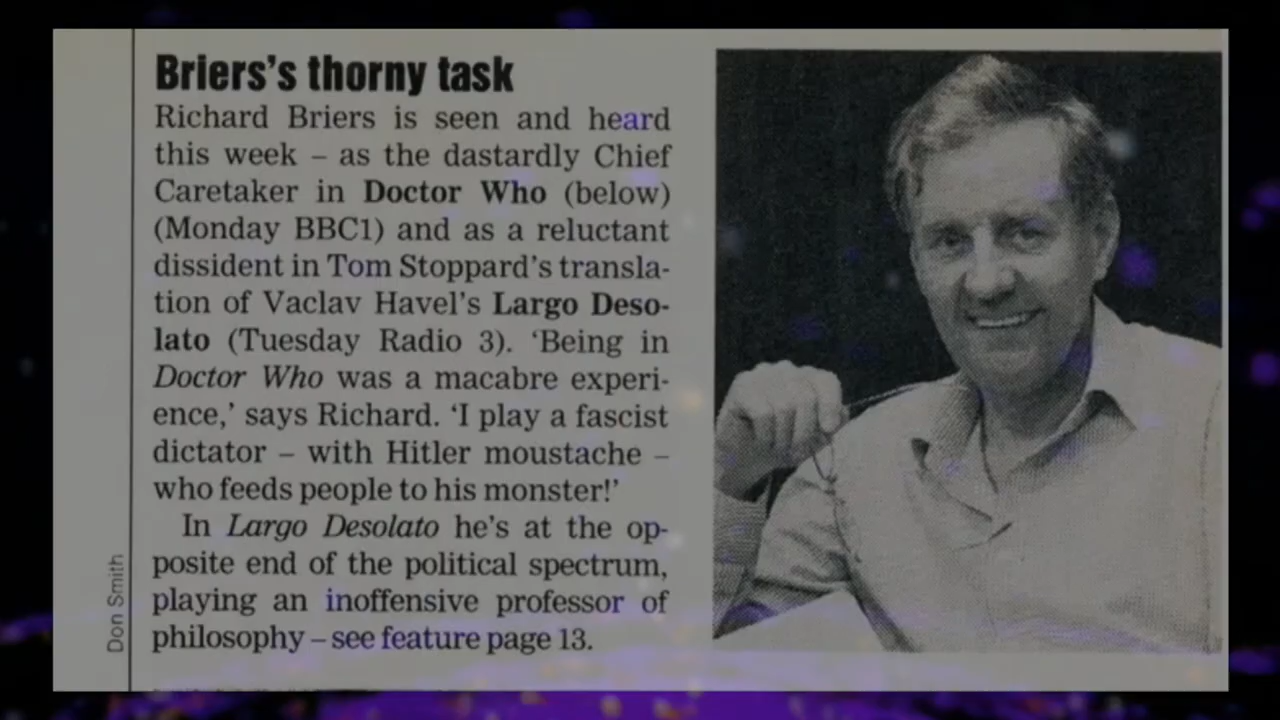 Briers's thorny task
Richard Briers is seen and heard
this week – as the dastardly Chief
Caretaker in Doctor Who (below)
(Monday BBC1) and as a reluctant
dissident in Tom Stoppard's transla-
tion of Vaclav Havel's Largo Deso-
lato (Tuesday Radio 3). 'Being in
Doctor Who was a macabre experi-
ence,' says Richard. 'I play a fascist
dictator – with Hitler moustache –
who feeds people to his monster!'
In Largo Desolato he's at the op-
posite end of the political spectrum,
playing an inoffensive professor of
philosophy – see feature page 13.
Don Smith